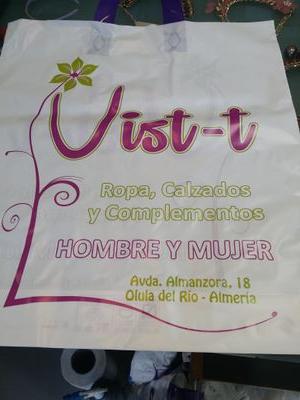 Vist-t
Ropa, Calzados
y Complementos
HOMBRE Y MUJER
Avda. Almanzora, 18
Olula del Río - Almería